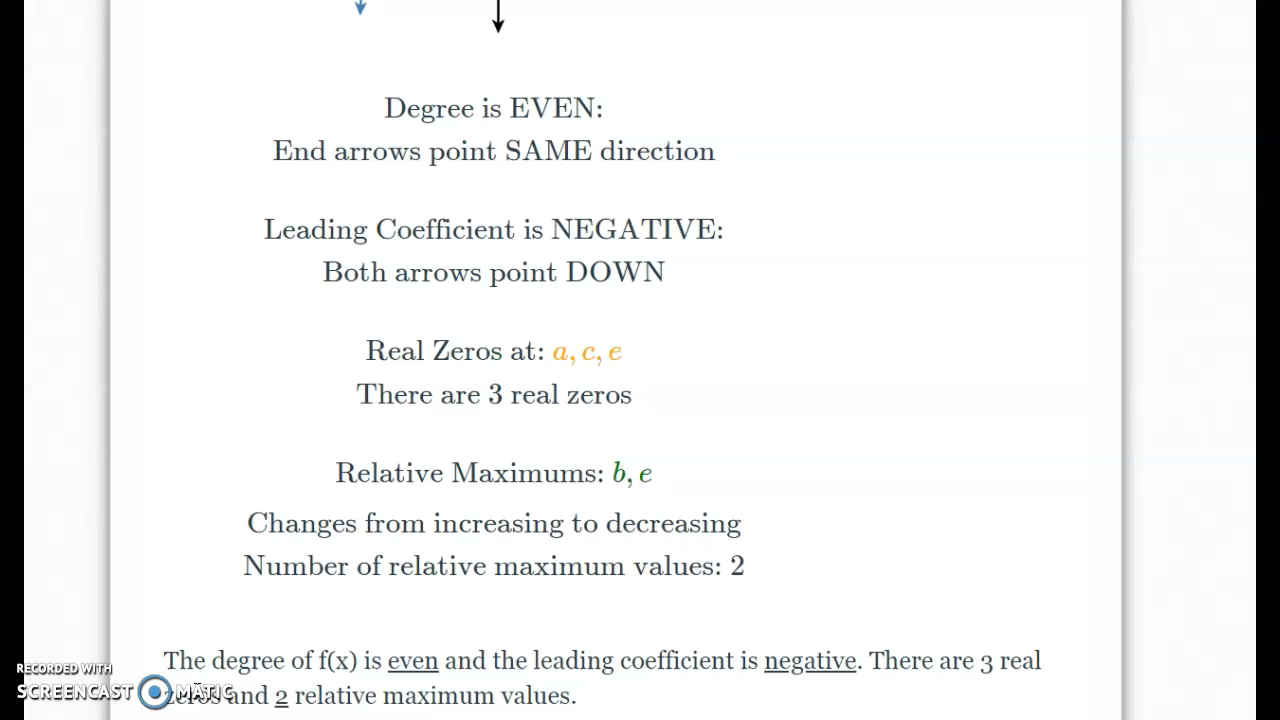 Degree is EVEN:
End arrows point SAME direction
Leading Coefficient is NEGATIVE:
Both arrows point DOWN
Real Zeros at: a, c, e
There are 3 real zeros
Relative Maximums: b, e
Changes from increasing to decreasing
Number of relative maximum values: 2
The degree of f(x) is even and the leading coefficient is negative. There are 3 real
zeros and 2 relative maximum values.
RECORDED WITH
SCREENCAST MATIC